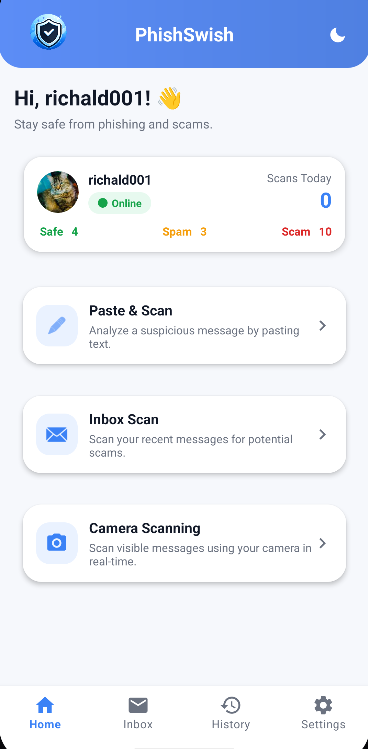 PhishSwish
Hi, richald001! 👋
Stay safe from phishing and scams.
richald001
Scans Today
Online
0
Safe 4
Spam 3
Scam 10
Paste & Scan
Analyze a suspicious message by pasting
text.
Inbox Scan
Scan your recent messages for potential
scams.
Camera Scanning
Scan visible messages using your camera in
real-time.
Home
Inbox
History
Settings